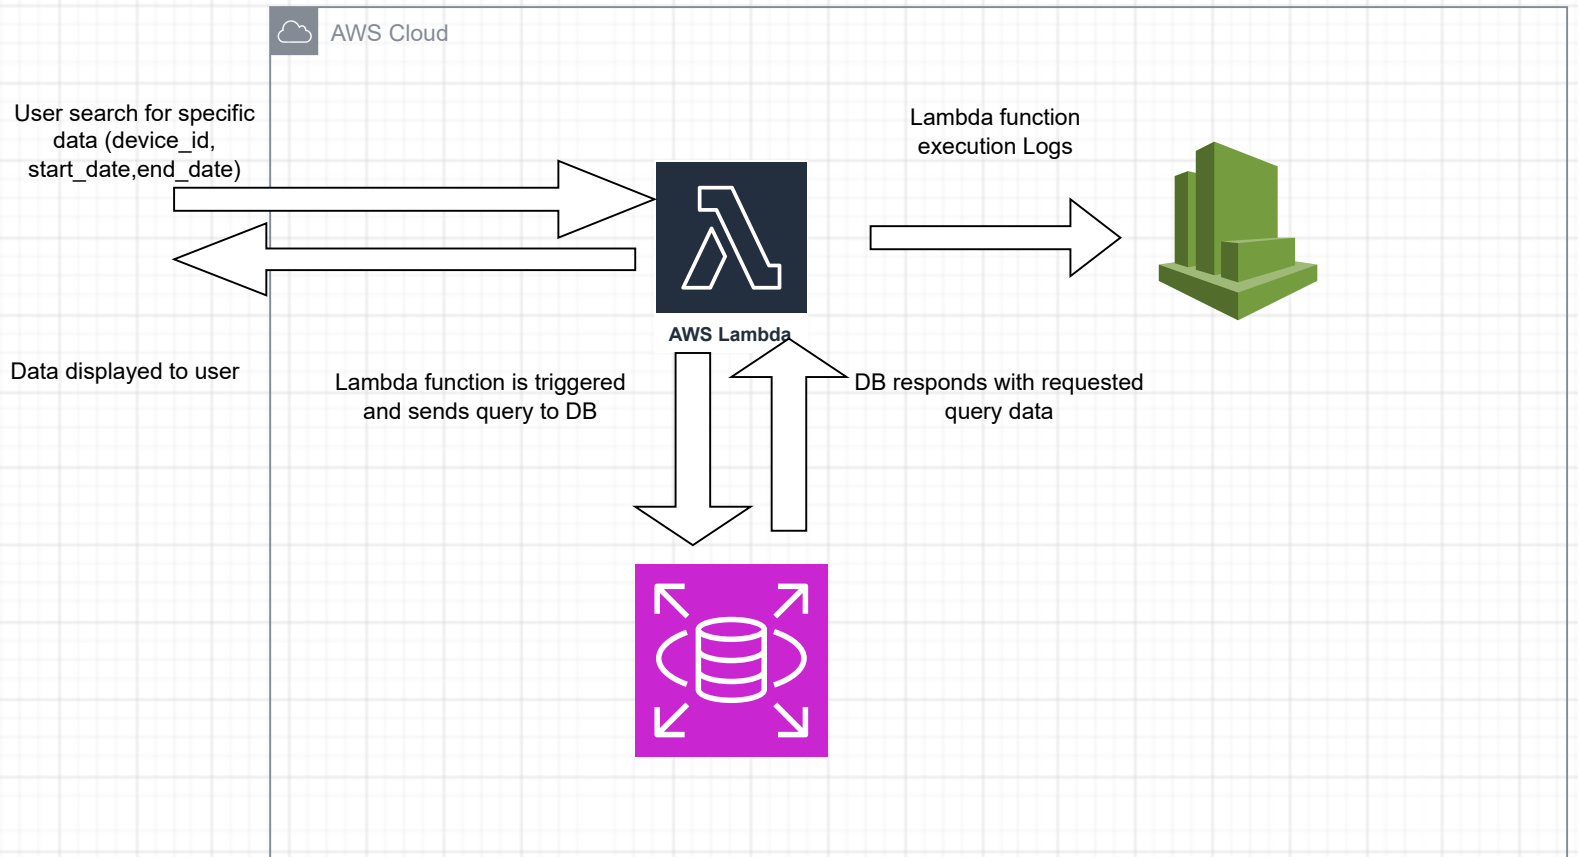 AWS Cloud
User search for specific
data (device_id,
start_date,end_date)
Lambda function
execution Logs
AWS Lambda
Data displayed to user
Lambda function is triggered
and sends query to DB
DB responds with requested
query data